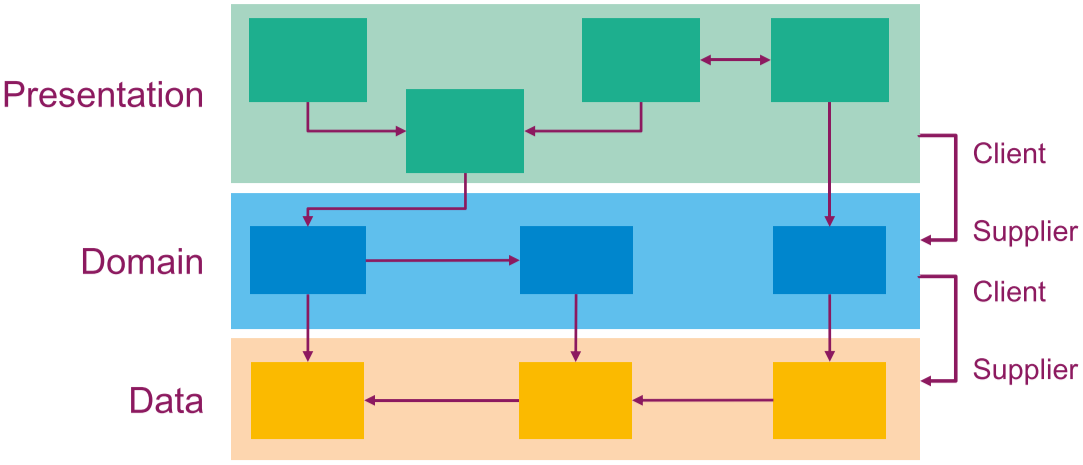 Presentation
Client
Supplier
Domain
Client
Supplier
Data